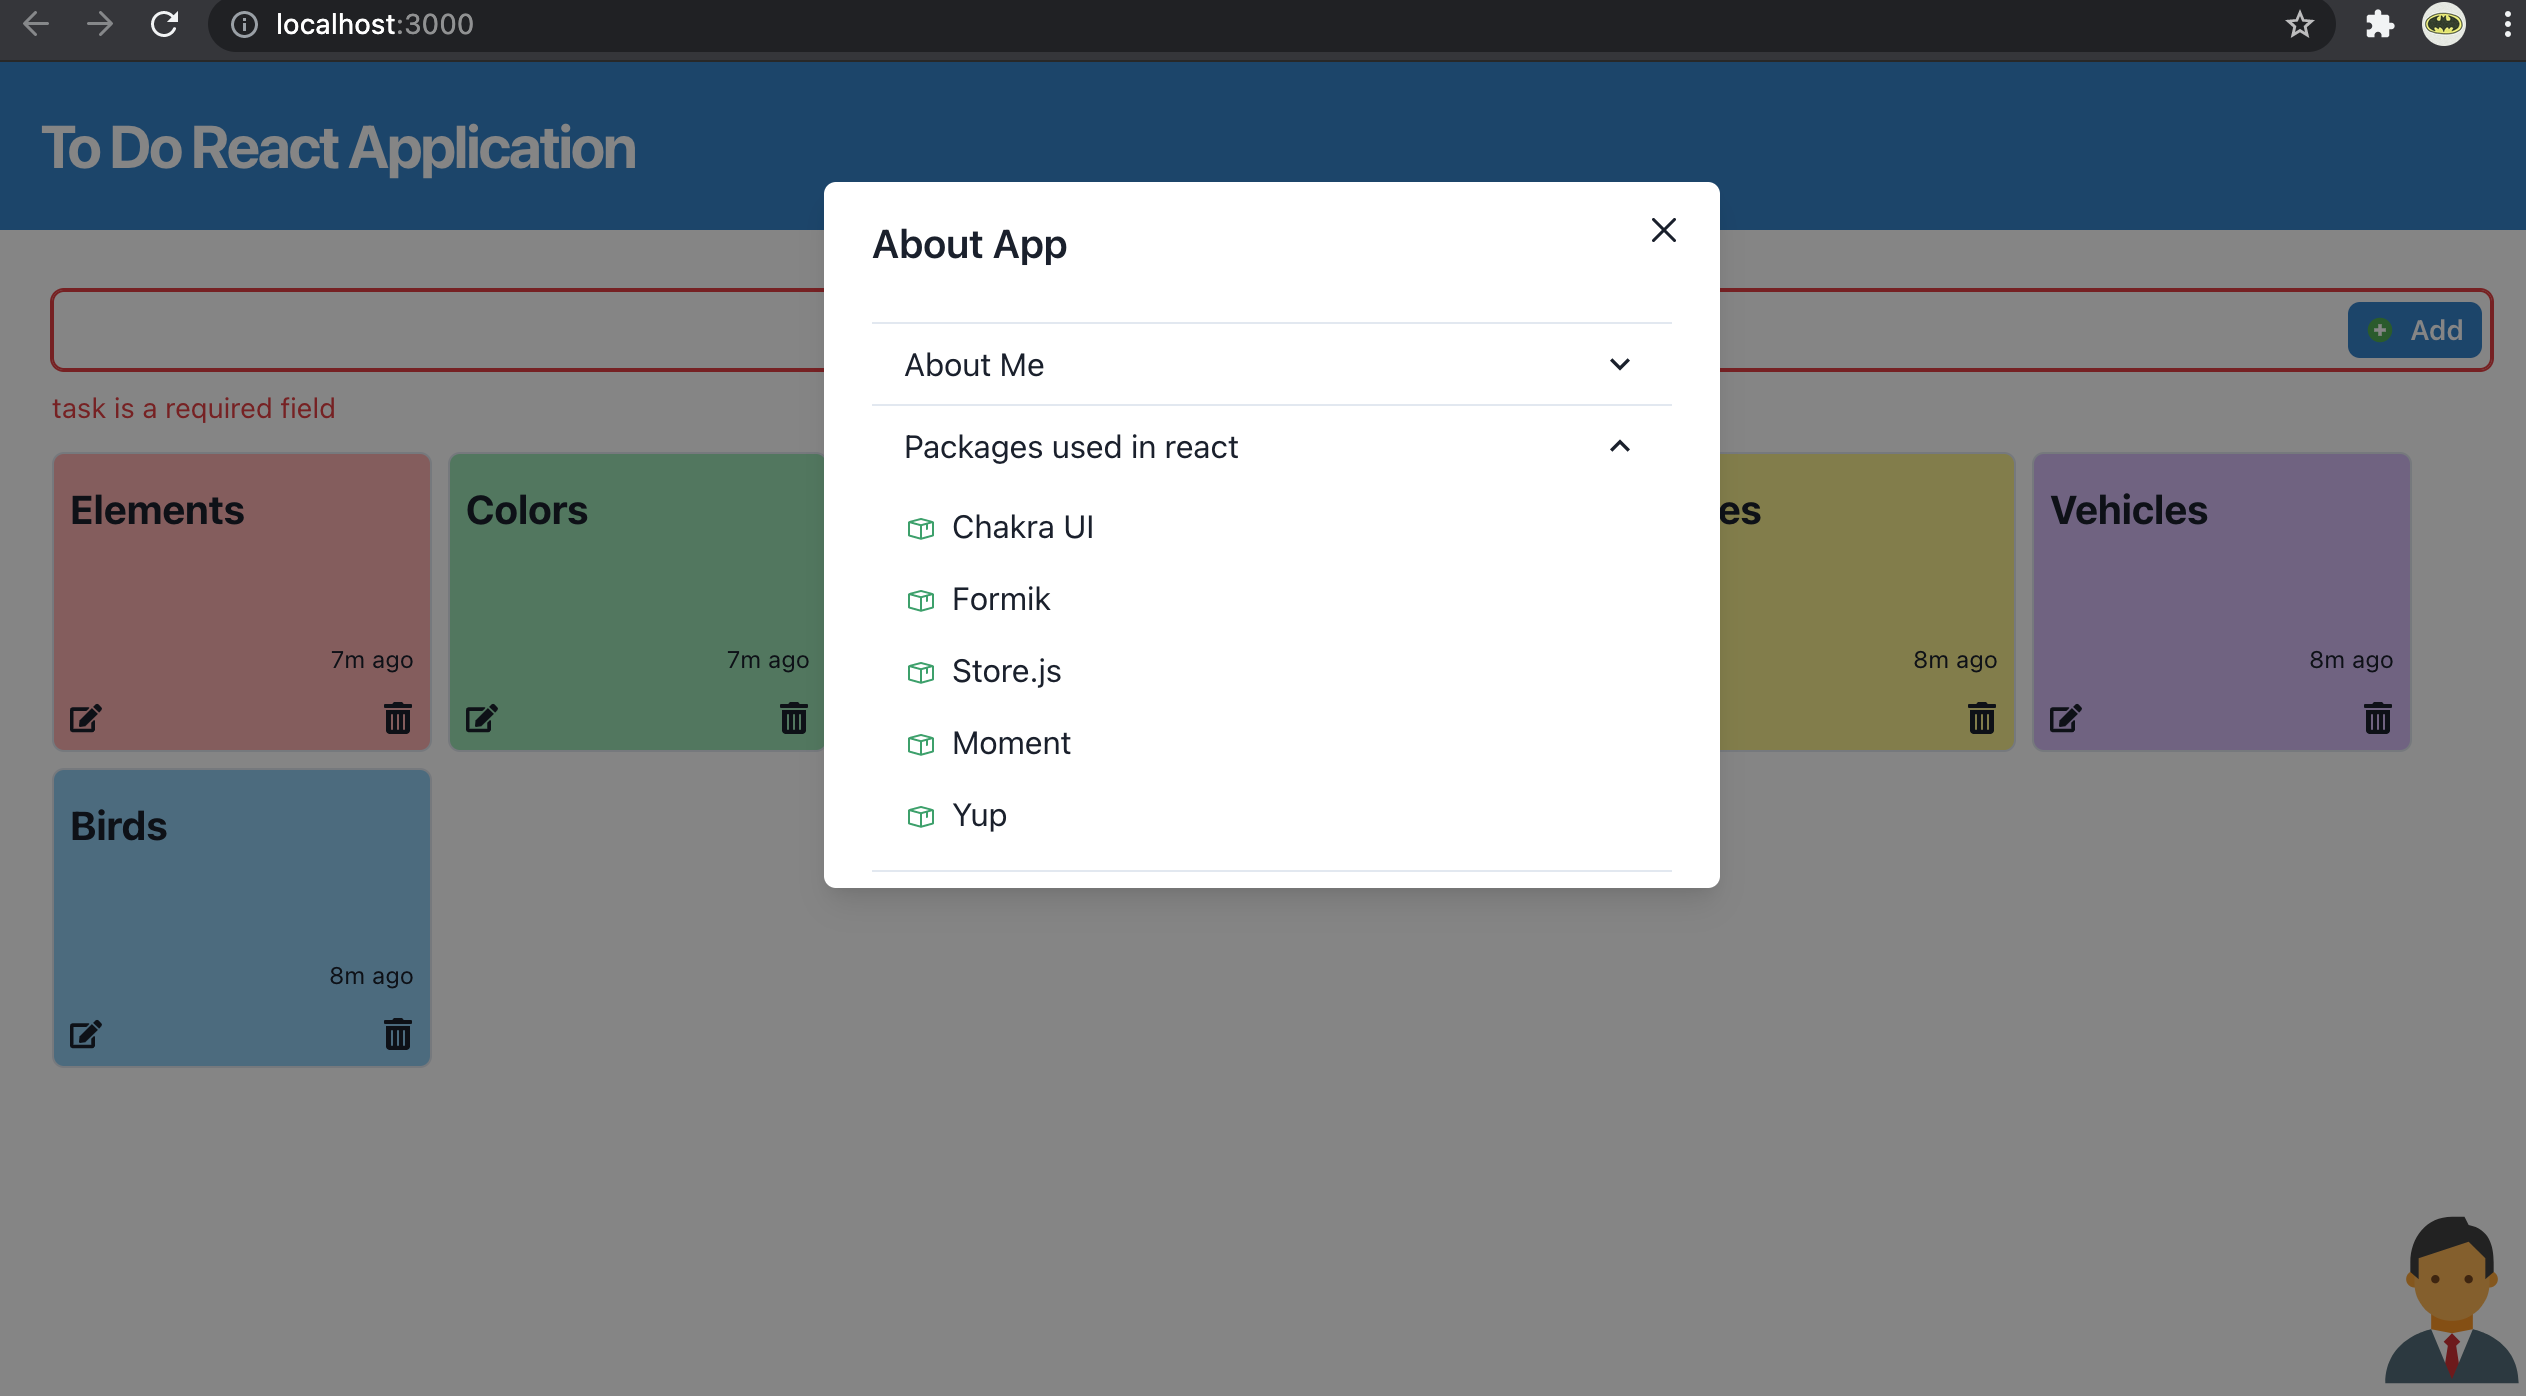 localhost:3000
To Do React Application
About App
About Me
Packages used in react
Chakra UI
Formik
Store.js
Moment
Yup
Add
task is a required field
Elements
7m ago
Colors
7m ago
es
8m ago
Vehicles
8m ago
Birds
8m ago